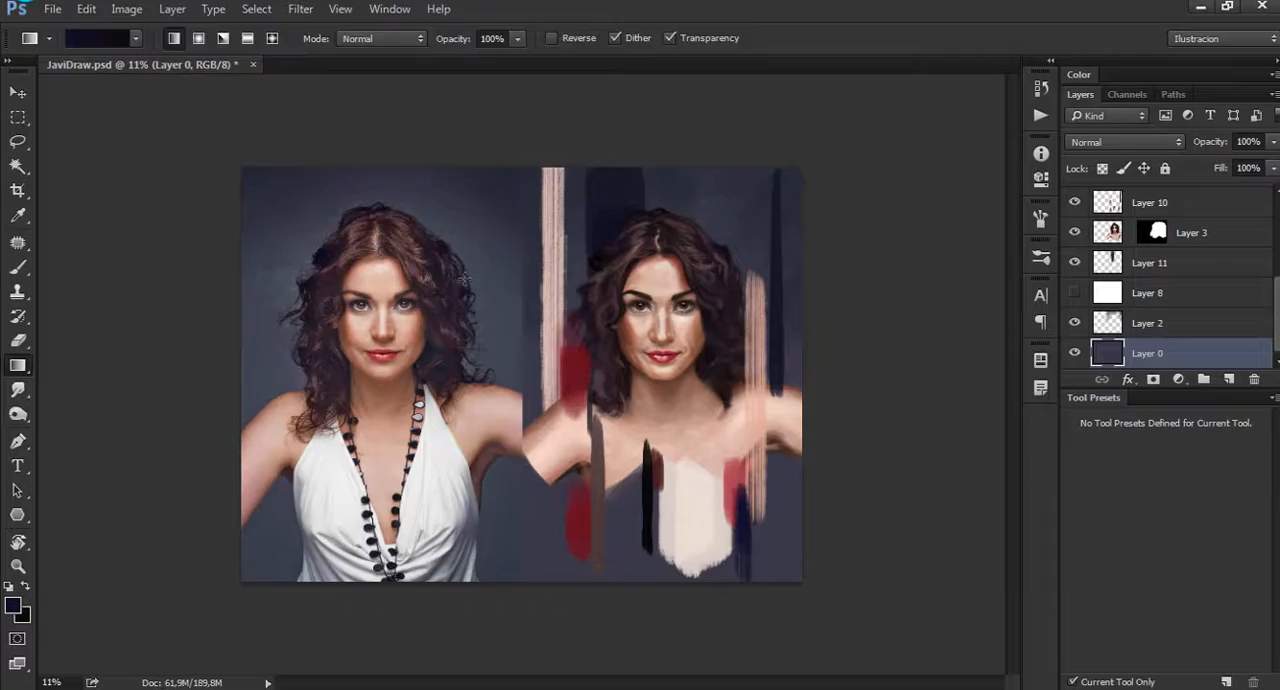 Ps File Edit Image Layer Type Select Filter View Window Help
Mode: Normal Opacity: 100% Reverse Dither Transparency Ilustracion
JaviDraw.psd @ 11% (Layer 0, RGB/8) *
Color
Layers Channels Paths
Kind
Normal Opacity: 100%
Lock: Fill: 100%
Layer 10
Layer 3
Layer 11
Layer 8
Layer 2
Layer 0
fx
Tool Presets
No Tool Presets Defined for Current Tool.
11% Doc: 61,9M/189,8M
Current Tool Only